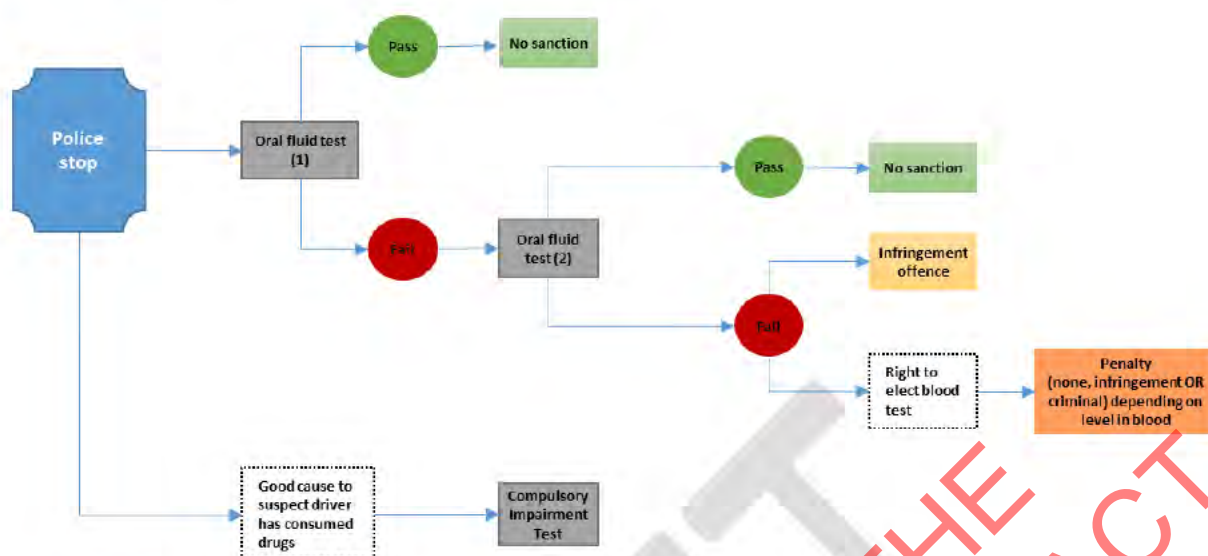 Pass
No sanction
Police
stop
Oral fluid test
(1)
Pass
No sanction
Fail
Oral fluid
test (2)
Infringement
offence
Fail
Right to
elect blood
test
Penalty
(none, infringement OR
criminal) depending on
level in blood
Good cause to
suspect driver
has consumed
drugs
Compulsory
Impairment
Test
THE
ACT